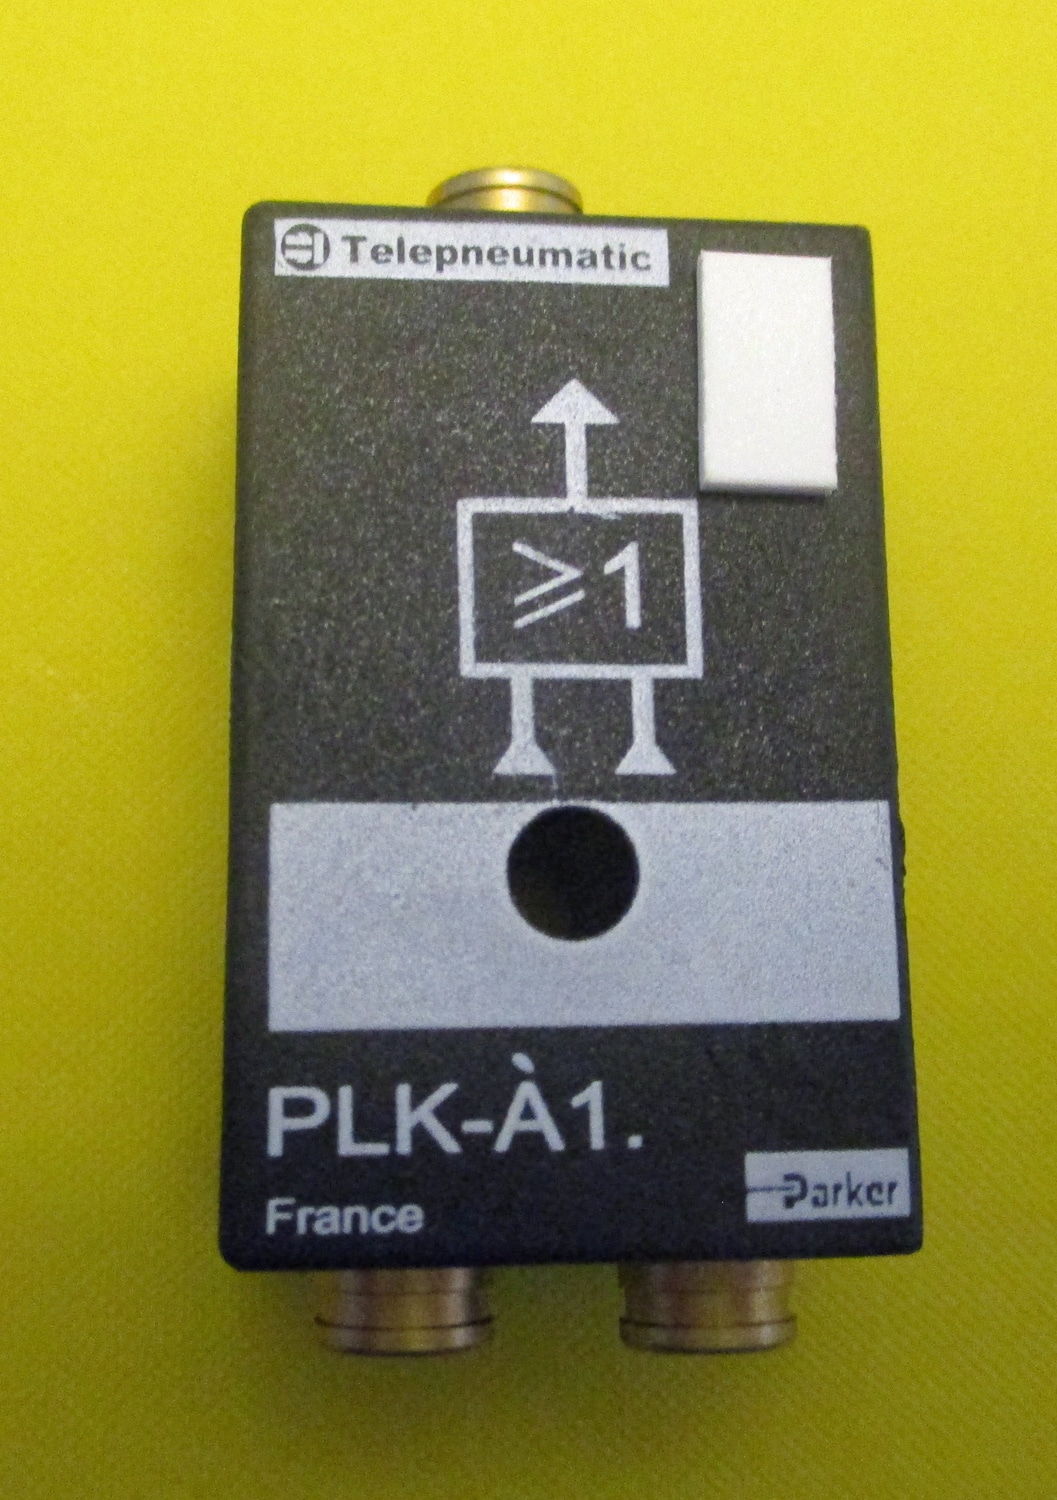 Telepneumatic
⩾1
PLK-À1.
France
Parker